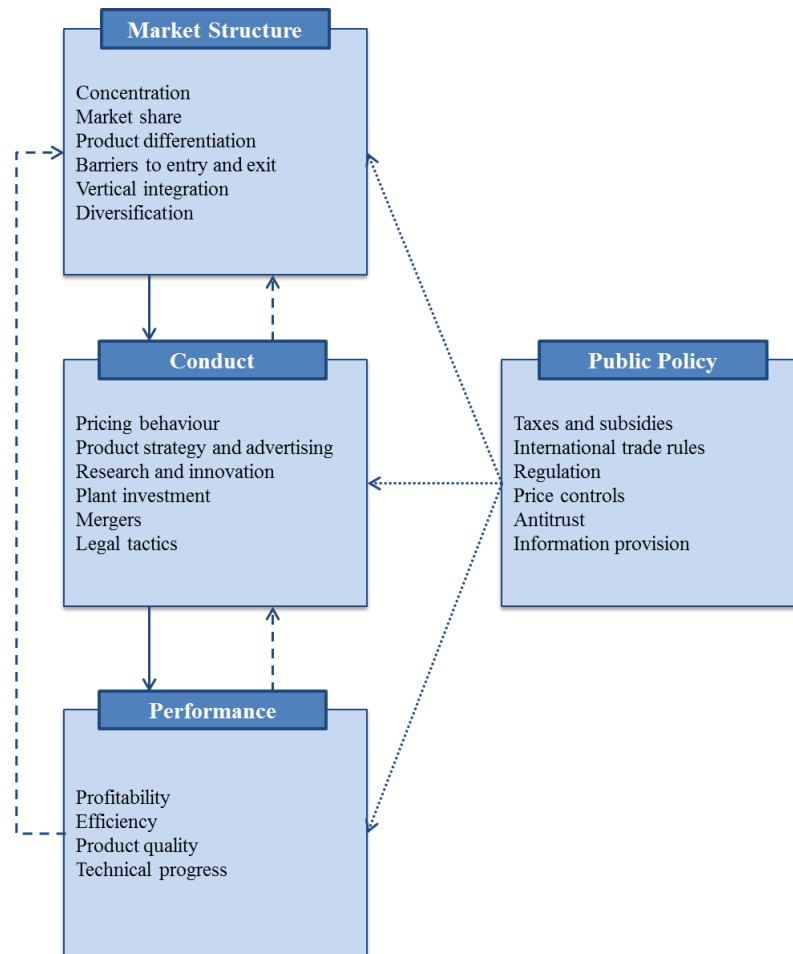 Market Structure
Concentration
Market share
Product differentiation
Barriers to entry and exit
Vertical integration
Diversification
Conduct
Pricing behaviour
Product strategy and advertising
Research and innovation
Plant investment
Mergers
Legal tactics
Public Policy
Taxes and subsidies
International trade rules
Regulation
Price controls
Antitrust
Information provision
Performance
Profitability
Efficiency
Product quality
Technical progress